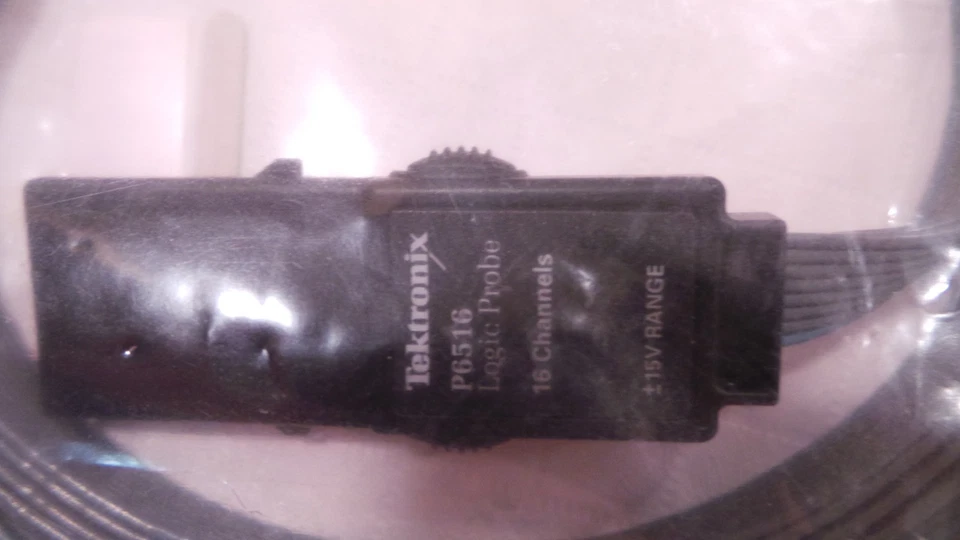 Tektronix
P6516
Logic Probe
16 Channels
±15V RANGE